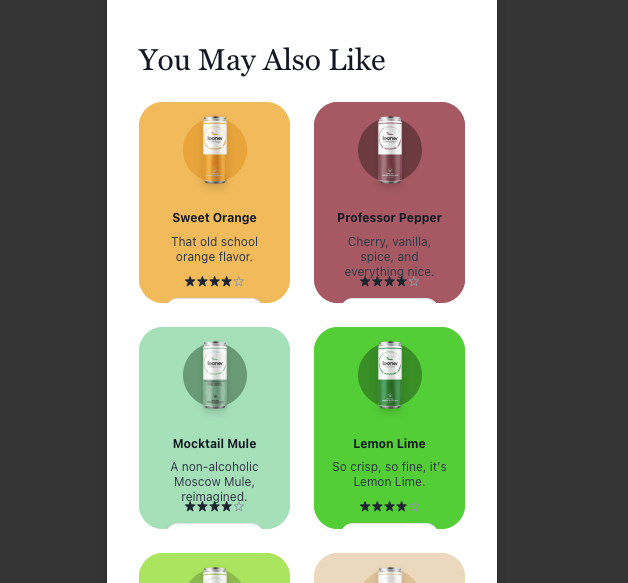 You May Also Like
Sweet Orange
That old school
orange flavor.
Professor Pepper
Cherry, vanilla,
spice, and
everything nice.
Mocktail Mule
A non-alcoholic
Moscow Mule,
reimagined.
Lemon Lime
So crisp, so fine, it's
Lemon Lime.